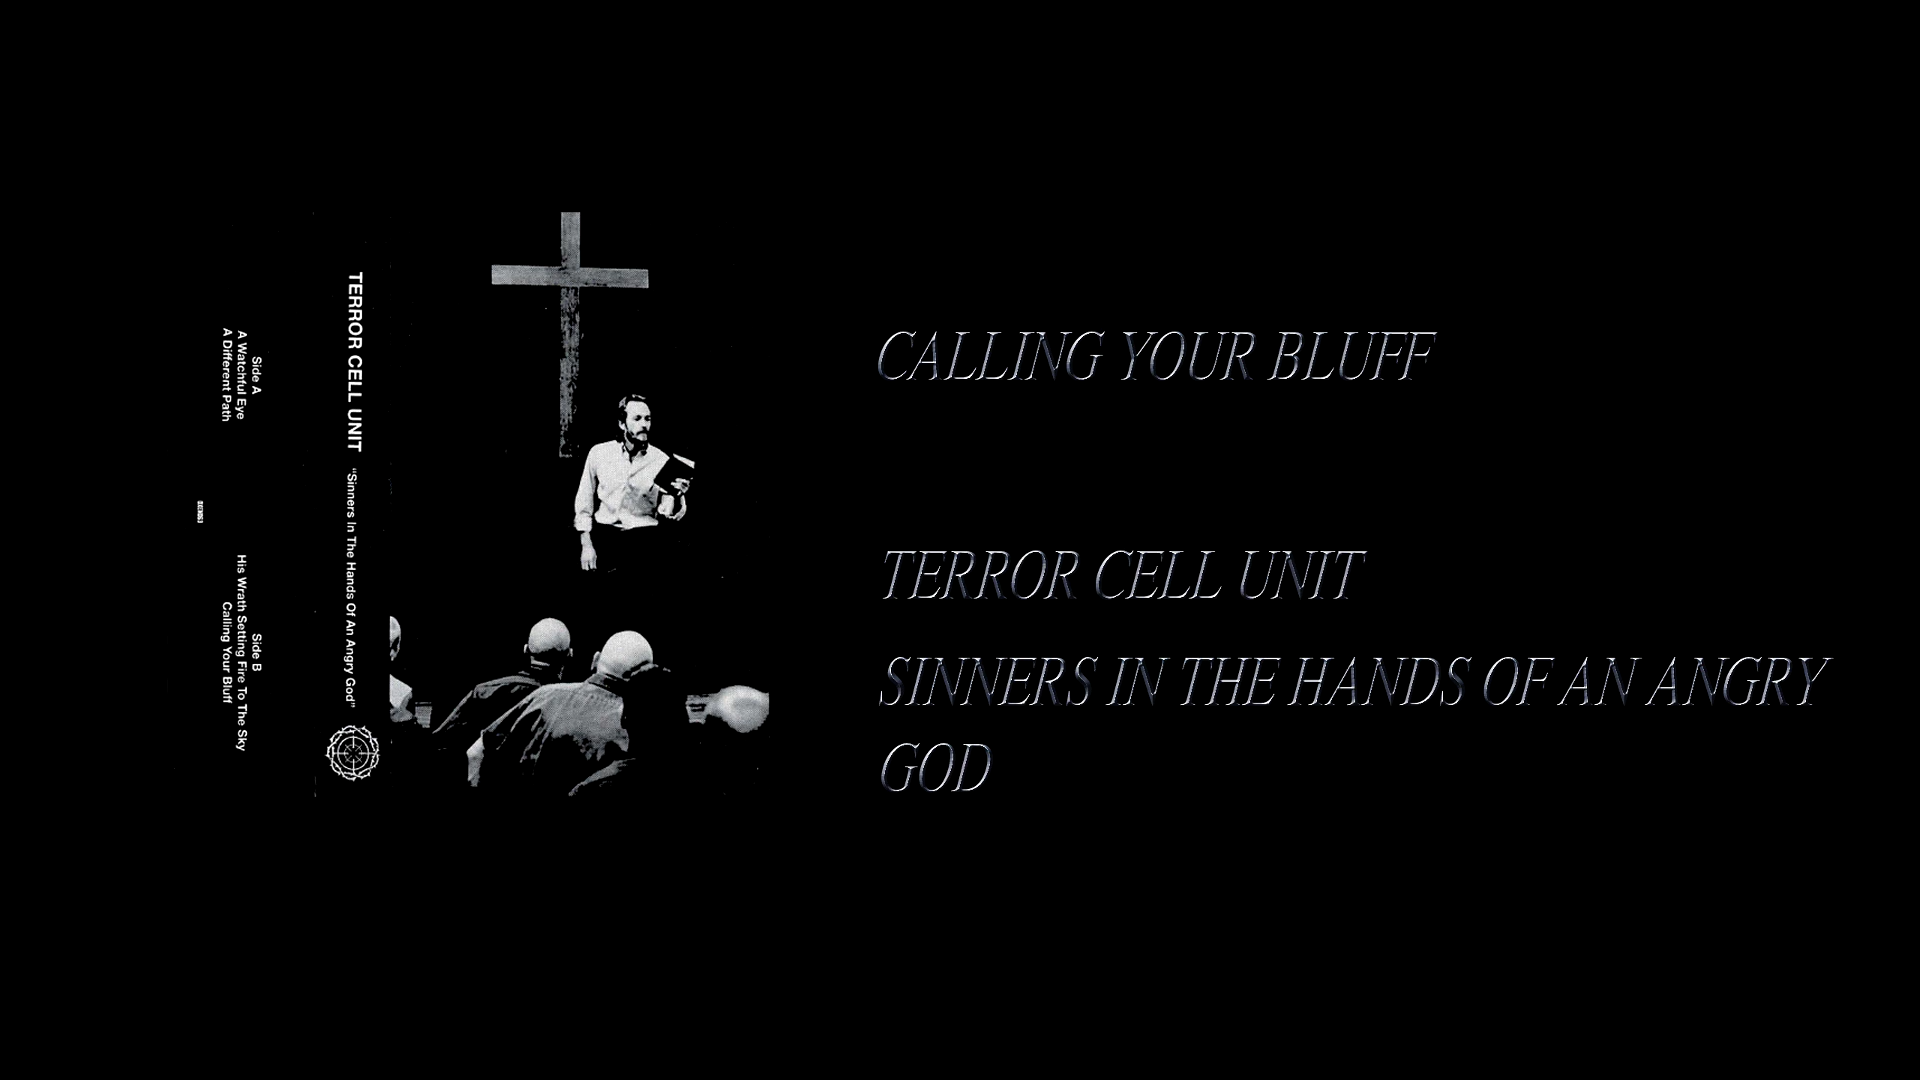 Side A
A Watchful Eye
A Different Path
Side B
His Wrath Setting Fire To The Sky
Calling Your Bluff
TERROR CELL UNIT "Sinners In The Hands Of An Angry God"
CALLING YOUR BLUFF
TERROR CELL UNIT
SINNERS IN THE HANDS OF AN ANGRY
GOD